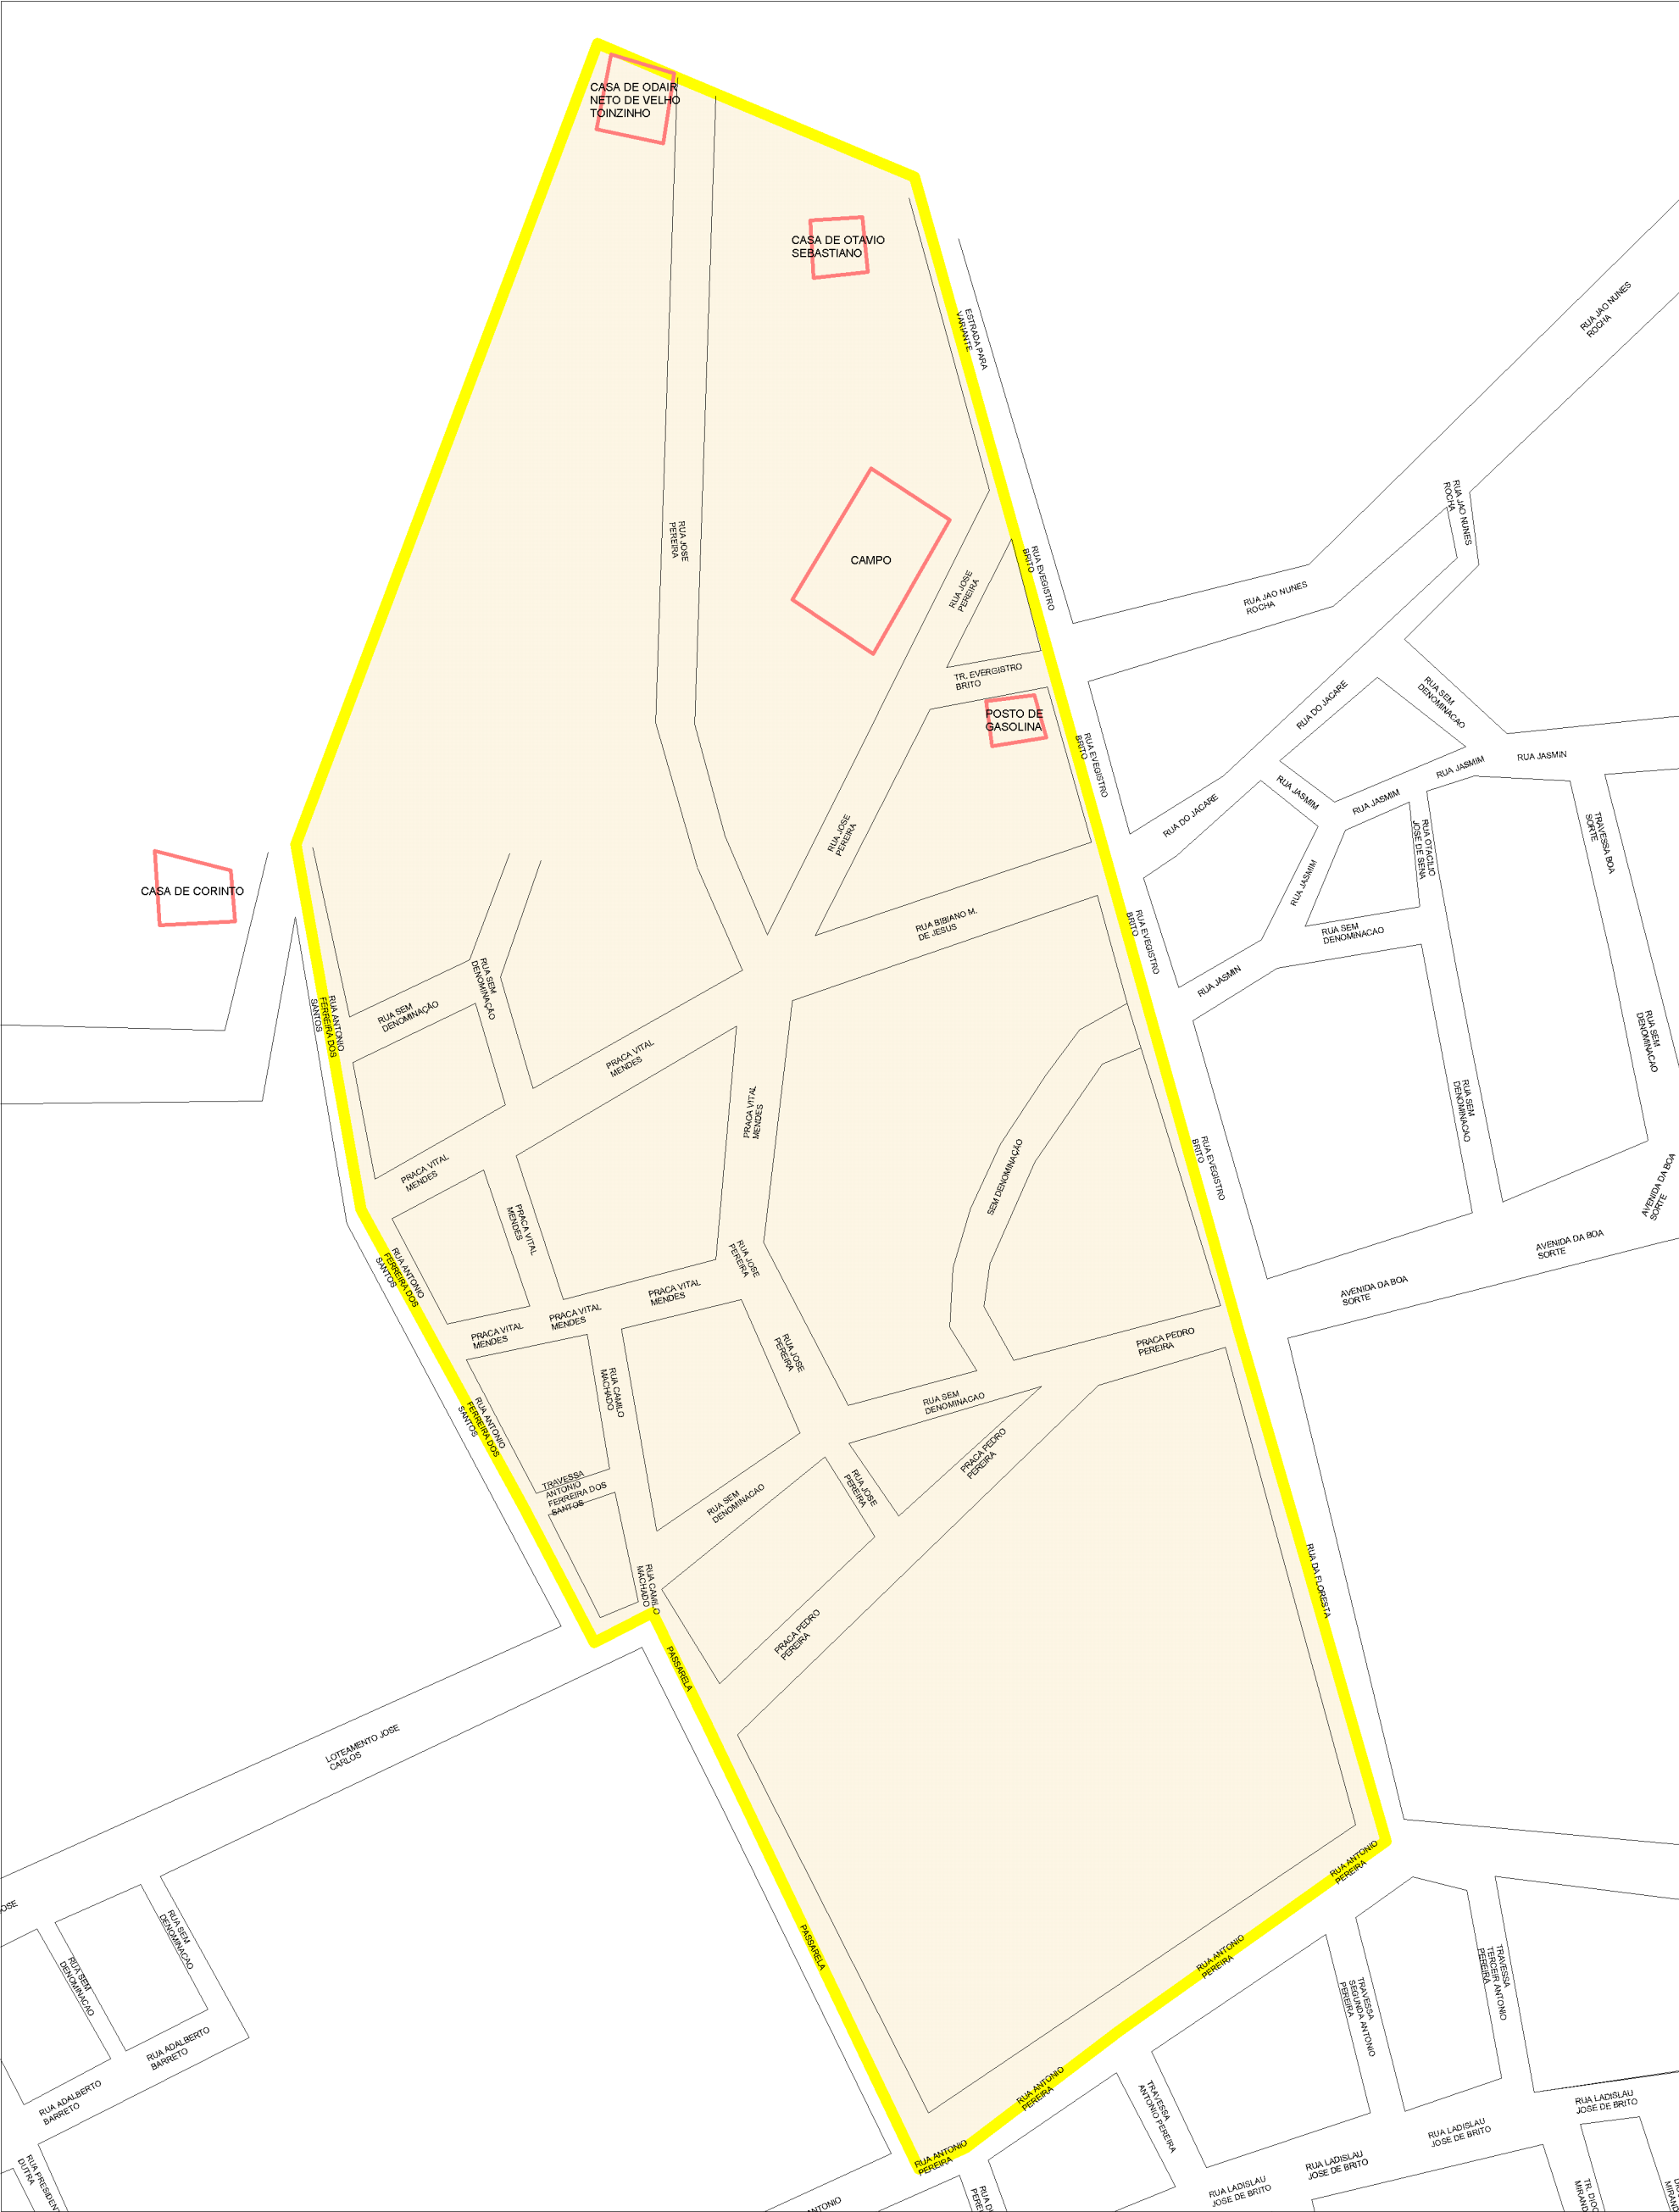 CASA DE ODAIR
NETO DE VELHO
TOINZINHO
CASA DE OTAVIO
SEBASTIANO
ESTRADA PARA
VARIANTE
RUA JAO NUNES
ROCHA
RUA JAO NUNES
ROCHA
RUA JOSE
PEREIRA
CAMPO
RUA JOSE
PEREIRA
RUA EVEGISTRO
BRITO
RUA JAO NUNES
ROCHA
TR. EVERGISTRO
BRITO
POSTO DE
GASOLINA
RUA DO JACARE
RUA SEM
DENOMINACAO
RUA EVEGISTRO
BRITO
RUA JASMIN
RUA JASMIM
RUA JASMIM
RUA JASMIM
RUA DO JACARE
RUA JOSE
PEREIRA
RUA OTACILIO
JOSE DE SENA
TRAVESSA BOA
SORTE
CASA DE CORINTO
RUA JASMIM
RUA BIBIANO M.
DE JESUS
RUA SEM
DENOMINACAO
RUA EVEGISTRO
BRITO
RUA JASMIN
RUA SEM
DENOMINAÇÃO
RUA SEM
DENOMINAÇÃO
RUA ANTONIO
FERREIRA DOS
SANTOS
PRACA VITAL
MENDES
RUA SEM
DENOMINACAO
PRACA VITAL
MENDES
RUA SEM
DENOMINACAO
SEM DENOMINAÇÃO
RUA EVEGISTRO
BRITO
PRACA VITAL
MENDES
PRACA VITAL
MENDES
AVENIDA DA BOA
SORTE
AVENIDA DA BOA
SORTE
AVENIDA DA BOA
SORTE
RUA JOSE
PEREIRA
RUA ANTONIO
FERREIRA DOS
SANTOS
PRACA VITAL
MENDES
PRACA VITAL
MENDES
PRACA VITAL
MENDES
RUA JOSE
PEREIRA
PRACA PEDRO
PEREIRA
RUA CAMILO
MACHADO
RUA SEM
DENOMINACAO
RUA ANTONIO
FERREIRA DOS
SANTOS
PRACA PEDRO
PEREIRA
TRAVESSA
ANTONIO
FERREIRA DOS
SANTOS
RUA SEM
DENOMINACAO
RUA JOSE
PEREIRA
RUA CAMILO
MACHADO
RUA DA FLORESTA
PRACA PEDRO
PEREIRA
PASSARELA
LOTEAMENTO JOSE
CARLOS
RUA ANTONIO
PEREIRA
OSE
RUA SEM
DENOMINACAO
RUA SEM
DENOMINACAO
PASSARELA
RUA ANTONIO
PEREIRA
TRAVESSA
SEGUNDA ANTONIO
PEREIRA
TRAVESSA
TERCEIR ANTONIO
PEREIRA
RUA ADALBERTO
BARRETO
RUA ADALBERTO
BARRETO
RUA ANTONIO
PEREIRA
TRAVESSA
ANTONIO PEREIRA
RUA LADISLAU
JOSE DE BRITO
RUA LADISLAU
JOSE DE BRITO
RUA LADISLAU
JOSE DE BRITO
RUA LADISLAU
JOSE DE BRITO
RUA ANTONIO
PEREIRA
RUA PRESIDEN
DUTRA